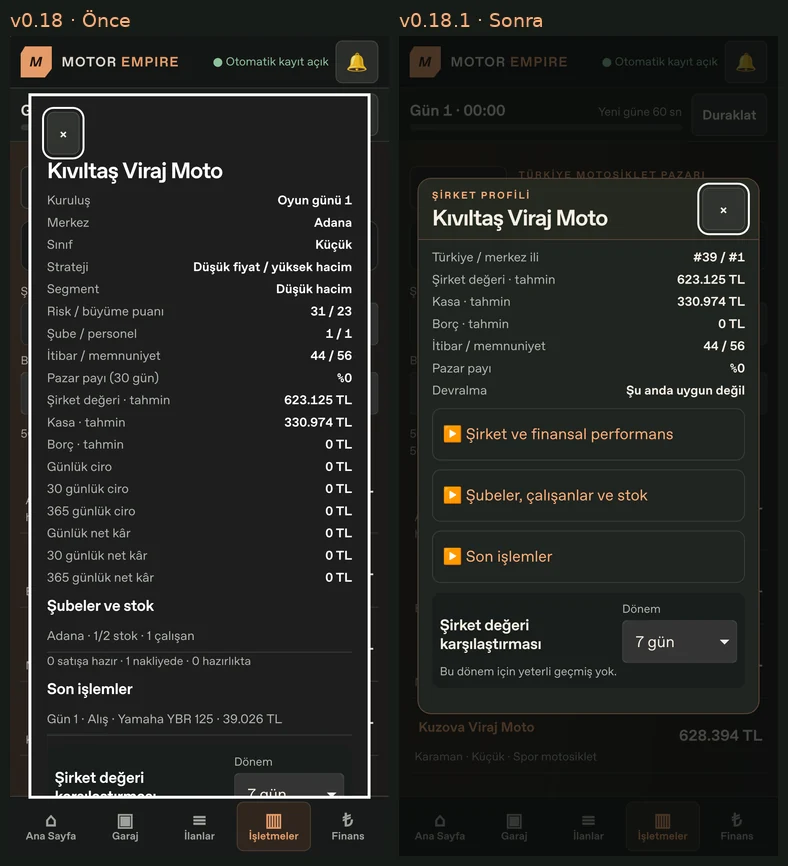 v0.18 · Önce
M MOTOR EMPIRE
Otomatik kayıt açık
G
×
Kıvıltaş Viraj Moto
Kuruluş Oyun günü 1
Merkez Adana
Sınıf Küçük
Strateji Düşük fiyat / yüksek hacim
Segment Düşük hacim
Risk / büyüme puanı 31 / 23
Şube / personel 1 / 1
İtibar / memnuniyet 44 / 56
Pazar payı (30 gün) %0
Şirket değeri · tahmin 623.125 TL
Kasa · tahmin 330.974 TL
Borç · tahmin 0 TL
Günlük ciro 0 TL
30 günlük ciro 0 TL
365 günlük ciro 0 TL
Günlük net kâr 0 TL
30 günlük net kâr 0 TL
365 günlük net kâr 0 TL
Şubeler ve stok
Adana · 1/2 stok · 1 çalışan
0 satışa hazır · 1 nakliyede · 0 hazırlıkta
Son işlemler
Gün 1 · Alış · Yamaha YBR 125 · 39.026 TL
Dönem
Şirket değeri
karşılaştırması
7 gün
Ana Sayfa Garaj İlanlar İşletmeler ₺ Finans
v0.18.1 · Sonra
M MOTOR EMPIRE
Otomatik kayıt açık
Gün 1 · 00:00
Yeni güne 60 sn
Duraklat
TÜRKİYE MOTOSİKLET PAZARI
ŞİRKET PROFİLİ
Kıvıltaş Viraj Moto
×
Türkiye / merkez ili #39 / #1
Şirket değeri · tahmin 623.125 TL
Kasa · tahmin 330.974 TL
Borç · tahmin 0 TL
İtibar / memnuniyet 44 / 56
Pazar payı %0
Devralma Şu anda uygun değil
Şirket ve finansal performans
Şubeler, çalışanlar ve stok
Son işlemler
Şirket değeri
karşılaştırması
Dönem
7 gün
Bu dönem için yeterli geçmiş yok.
Kuzova Viraj Moto
628.394 TL
Karaman · Küçük · Spor motosiklet
Ana Sayfa Garaj İlanlar İşletmeler ₺ Finans